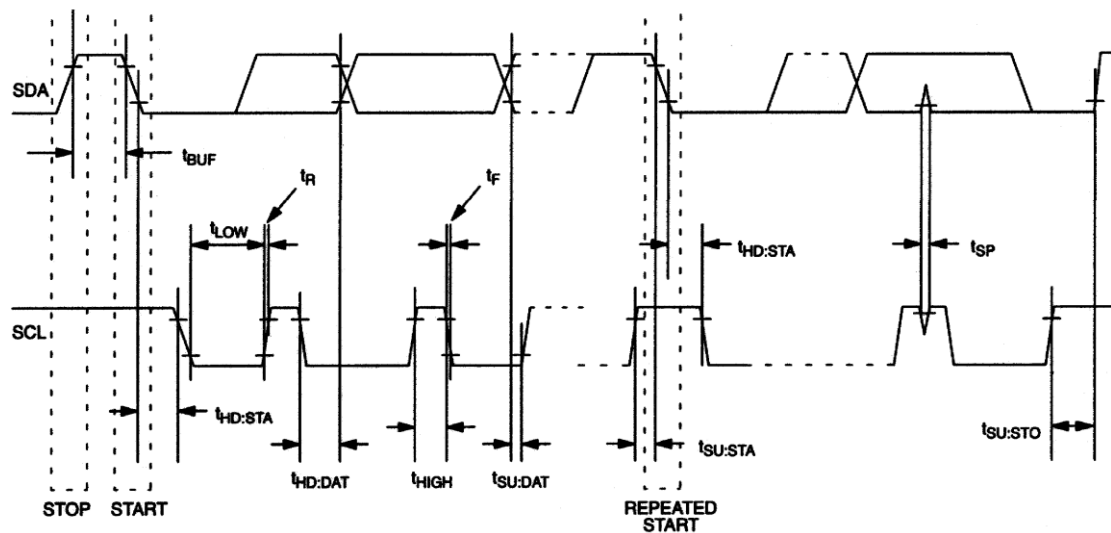 SDA
tBUF
tR
tF
tLOW
tHD:STA
tSP
SCL
tHD:STA
tSU:STA
tSU:STO
tHD:DAT
tHIGH
tSU:DAT
STOP
START
REPEATED
START